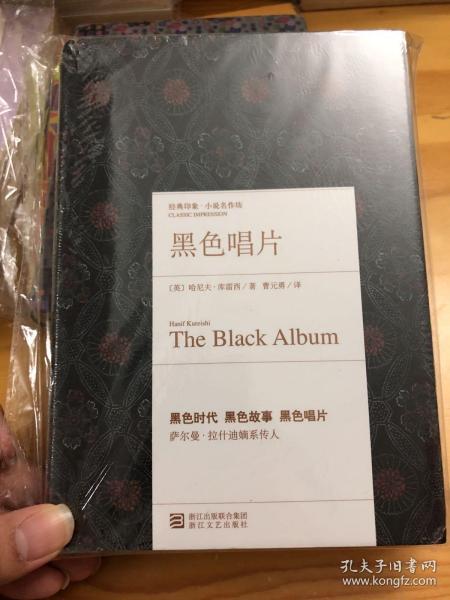 经典印象·小说名作坊
CLASSIC IMPRESSION
黑色唱片
〔英〕哈尼夫·库雷西/著 曹元勇/译
Hanif Kureishi
The Black Album
黑色时代 黑色故事 黑色唱片
萨尔曼·拉什迪嫡系传人
浙江出版联合集团
浙江文艺出版社
孔夫子旧书网
www.kongfz.com